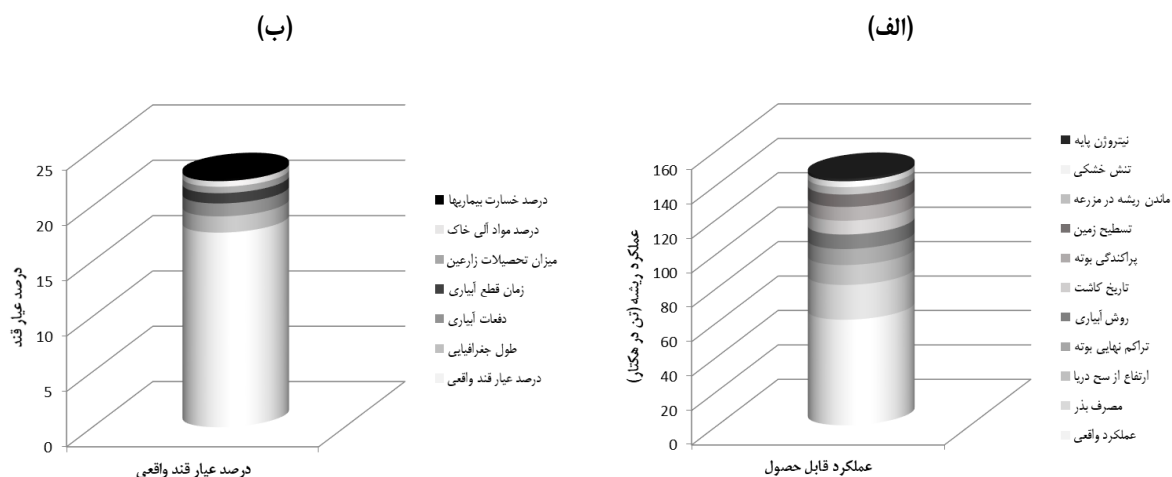 (الف)
(ب)
عملکرد ریشه (تن در هکتار)
160
140
120
100
80
60
40
20
0
عملکرد قابل حصول
نیتروژن پایه
تنش خشکی
ماندن ریشه در مزرعه
تسطیح زمین
پراکندگی بوته
تاریخ کاشت
روش آبیاری
تراکم نهایی بوته
ارتفاع از سح دریا
مصرف بذر
عملکرد واقعی
درصد عیار قند
25
20
15
10
5
0
درصد عیار قند واقعی
درصد خسارت بیماریها
درصد مواد آلی خاک
میزان تحصیلات زارعین
زمان قطع آبیاری
دفعات آبیاری
طول جغرافیایی
درصد عیار قند واقعی